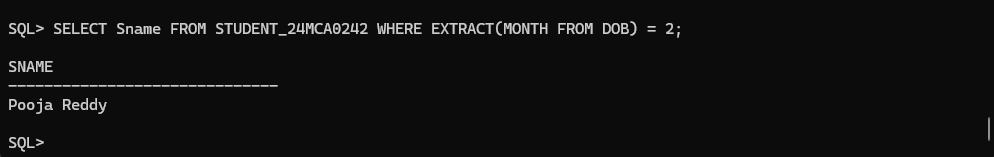 SQL> SELECT Sname FROM STUDENT_24MCA0242 WHERE EXTRACT(MONTH FROM DOB) = 2;
SNAME
------------------------------
Pooja Reddy
SQL>